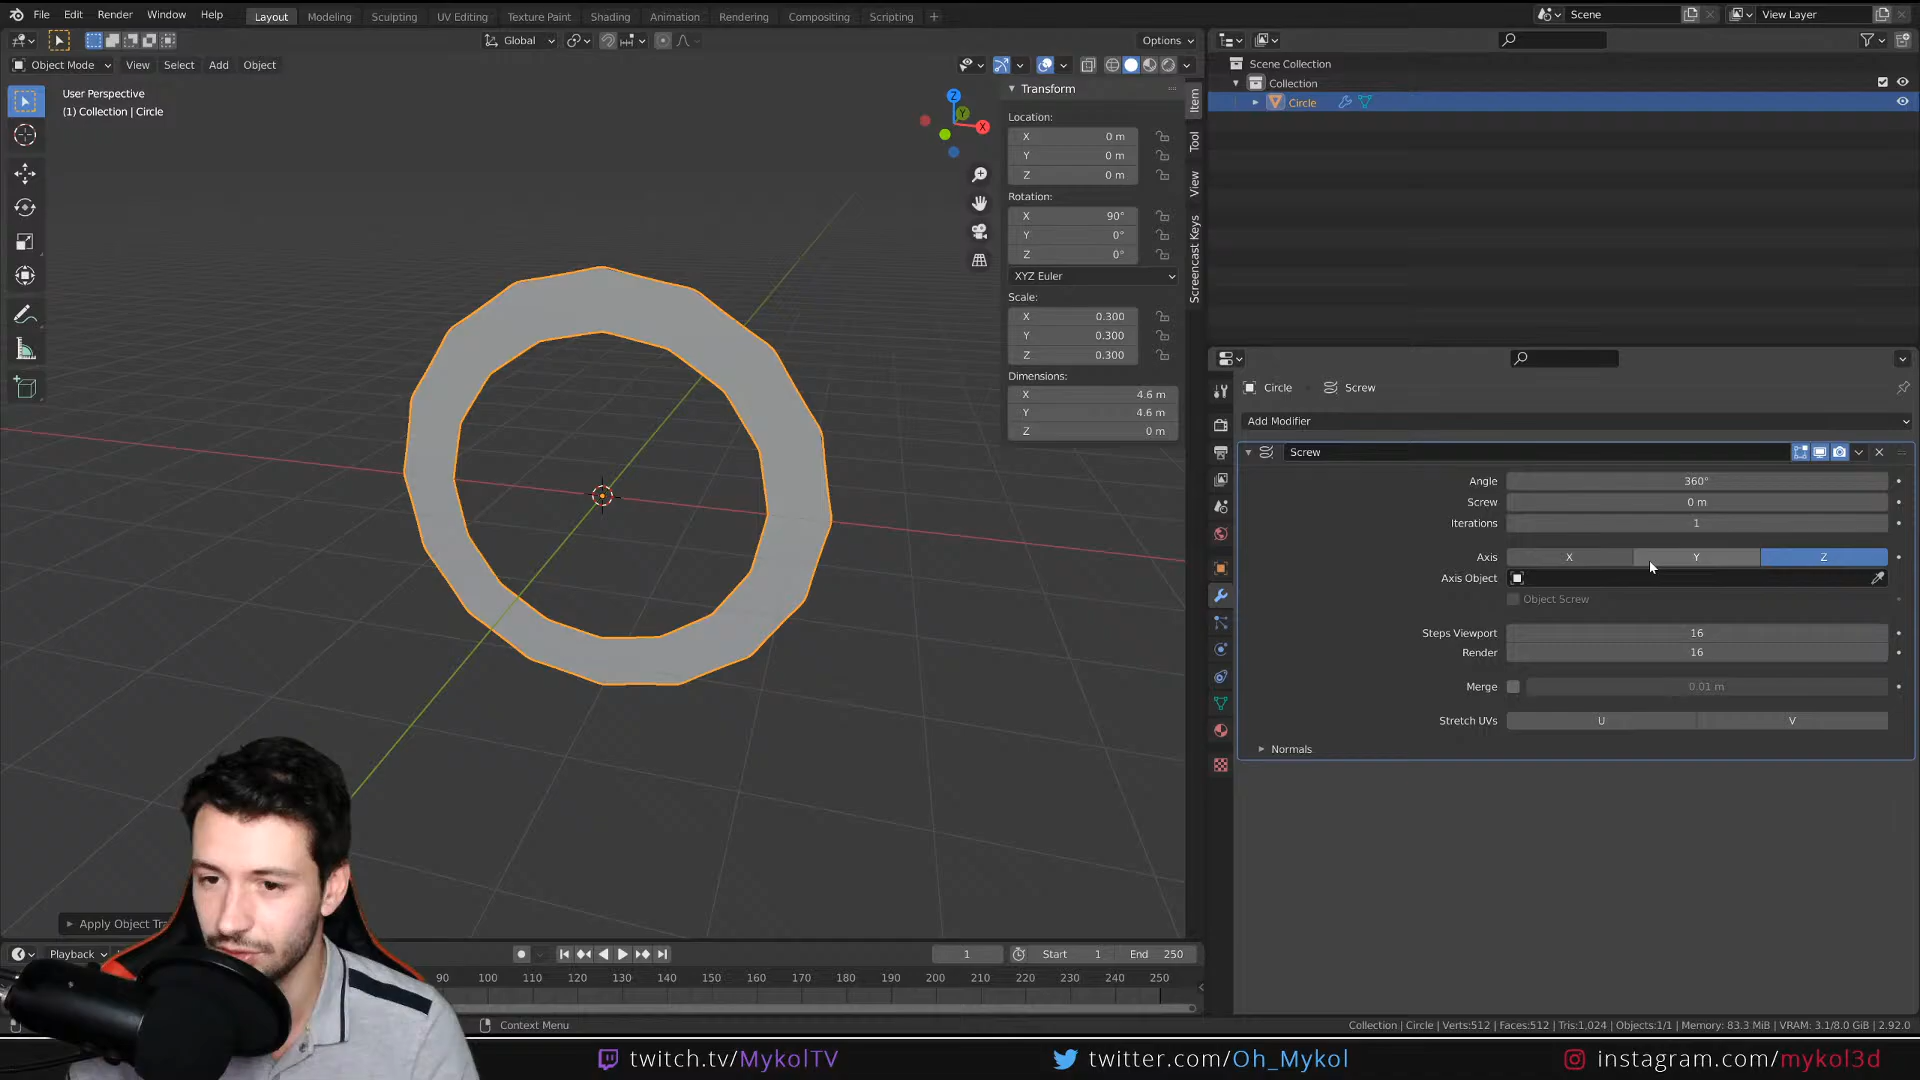 File Edit Render Window Help Layout Modeling Sculpting UV Editing Texture Paint Shading Animation Rendering Compositing Scripting + Scene View Layer
Global Options
Object Mode View Select Add Object
User Perspective
(1) Collection | Circle
Z
Y
X
Transform
Location:
X 0 m
Y 0 m
Z 0 m
Rotation:
X 90°
Y 0°
Z 0°
XYZ Euler
Scale:
X 0.300
Y 0.300
Z 0.300
Dimensions:
X 4.6 m
Y 4.6 m
Z 0 m
Item
Tool
View
Screencast Keys
Scene Collection
Collection
Circle
Circle Screw
Add Modifier
Screw
Angle 360°
Screw 0 m
Iterations 1
Axis X Y Z
Axis Object
Object Screw
Steps Viewport 16
Render 16
Merge 0.01 m
Stretch UVs U V
Normals
Apply Object Tra
Playback 1 Start 1 End 250
90 100 110 120 130 140 150 160 170 180 190 200 210 220 230 240 250
Context Menu
Collection | Circle | Verts:512 | Faces:512 | Tris:1,024 | Objects:1/1 | Memory: 83.3 MiB | VRAM: 3.1/8.0 GiB | 2.92.0
twitch.tv/MykolTV twitter.com/Oh_Mykol instagram.com/mykol3d